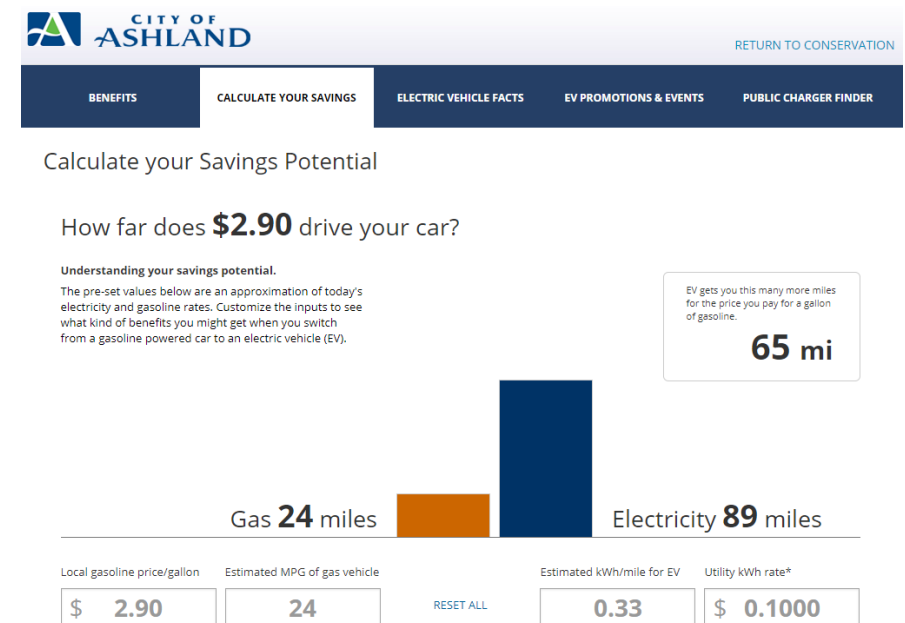 CITY OF
ASHLAND
RETURN TO CONSERVATION
BENEFITS
CALCULATE YOUR SAVINGS
ELECTRIC VEHICLE FACTS
EV PROMOTIONS & EVENTS
PUBLIC CHARGER FINDER
Calculate your Savings Potential
How far does $2.90 drive your car?
Understanding your savings potential.
The pre-set values below are an approximation of today's
electricity and gasoline rates. Customize the inputs to see
what kind of benefits you might get when you switch
from a gasoline powered car to an electric vehicle (EV).
EV gets you this many more miles
for the price you pay for a gallon
of gasoline.
65 mi
Gas 24 miles
Electricity 89 miles
Local gasoline price/gallon
Estimated MPG of gas vehicle
Estimated kWh/mile for EV
Utility kWh rate*
$ 2.90
24
RESET ALL
0.33
$ 0.1000